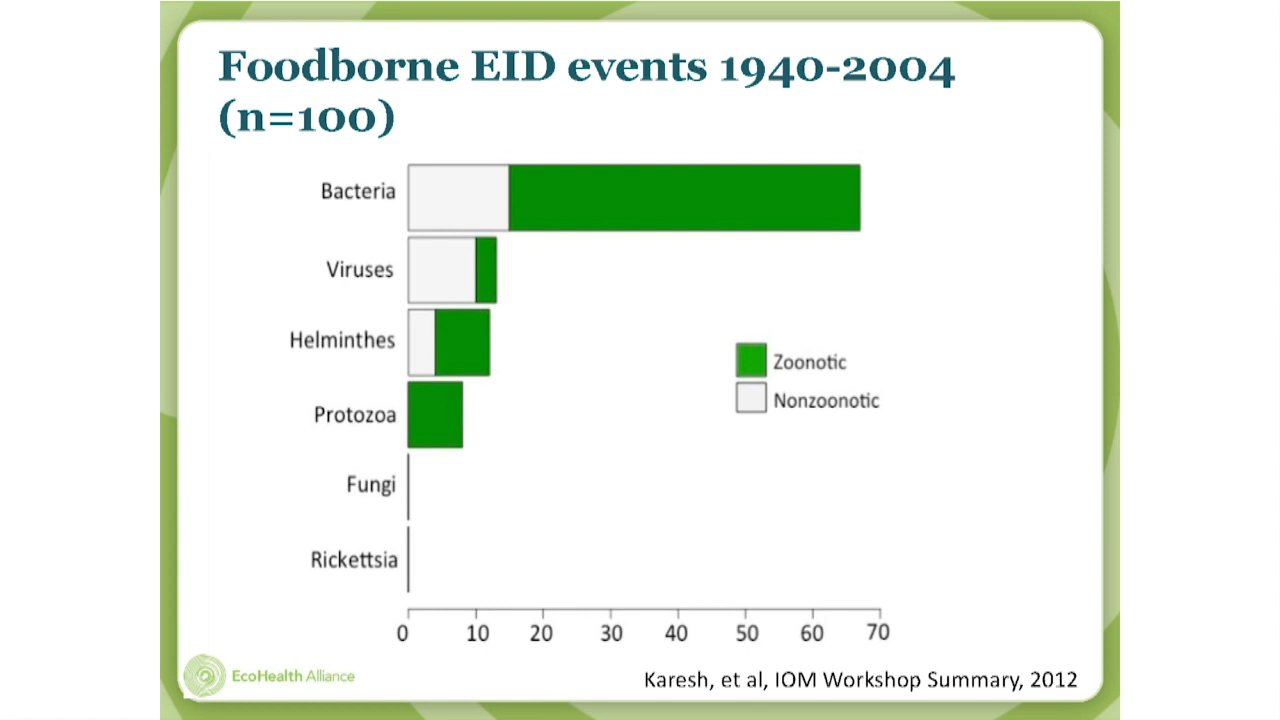 Foodborne EID events 1940-2004
(n=100)
Bacteria
Viruses
Helminthes
Zoonotic
Nonzoonotic
Protozoa
Fungi
Rickettsia
0 10 20 30 40 50 60 70
EcoHealth Alliance
Karesh, et al, IOM Workshop Summary, 2012